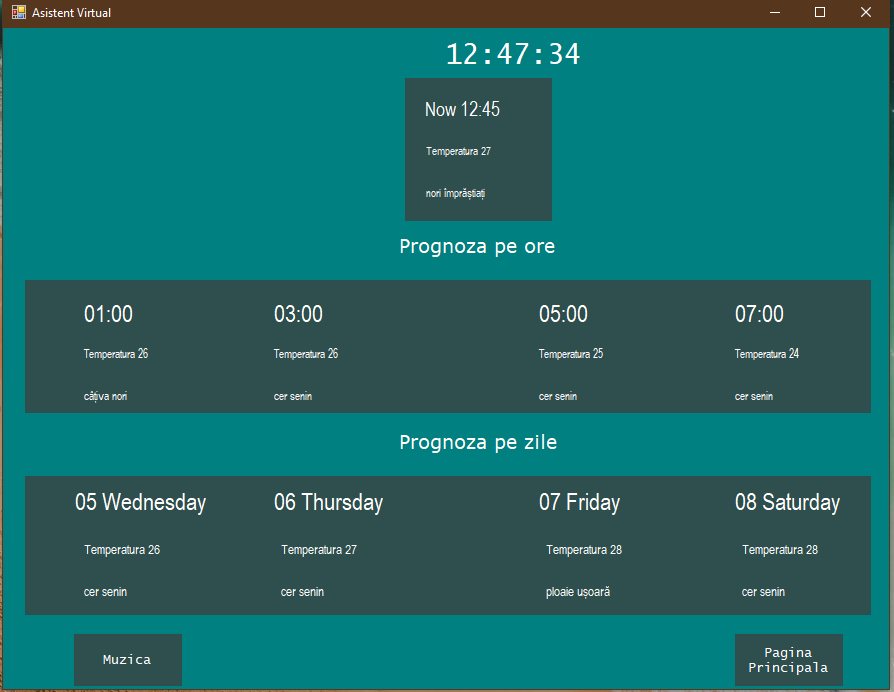 Asistent Virtual
12:47:34
Now 12:45
Temperatura 27
nori împrăștiați
Prognoza pe ore
01:00 03:00 05:00 07:00
Temperatura 26 Temperatura 26 Temperatura 25 Temperatura 24
câțiva nori cer senin cer senin cer senin
Prognoza pe zile
05 Wednesday 06 Thursday 07 Friday 08 Saturday
Temperatura 26 Temperatura 27 Temperatura 28 Temperatura 28
cer senin cer senin ploaie ușoară cer senin
Muzica
Pagina
Principala